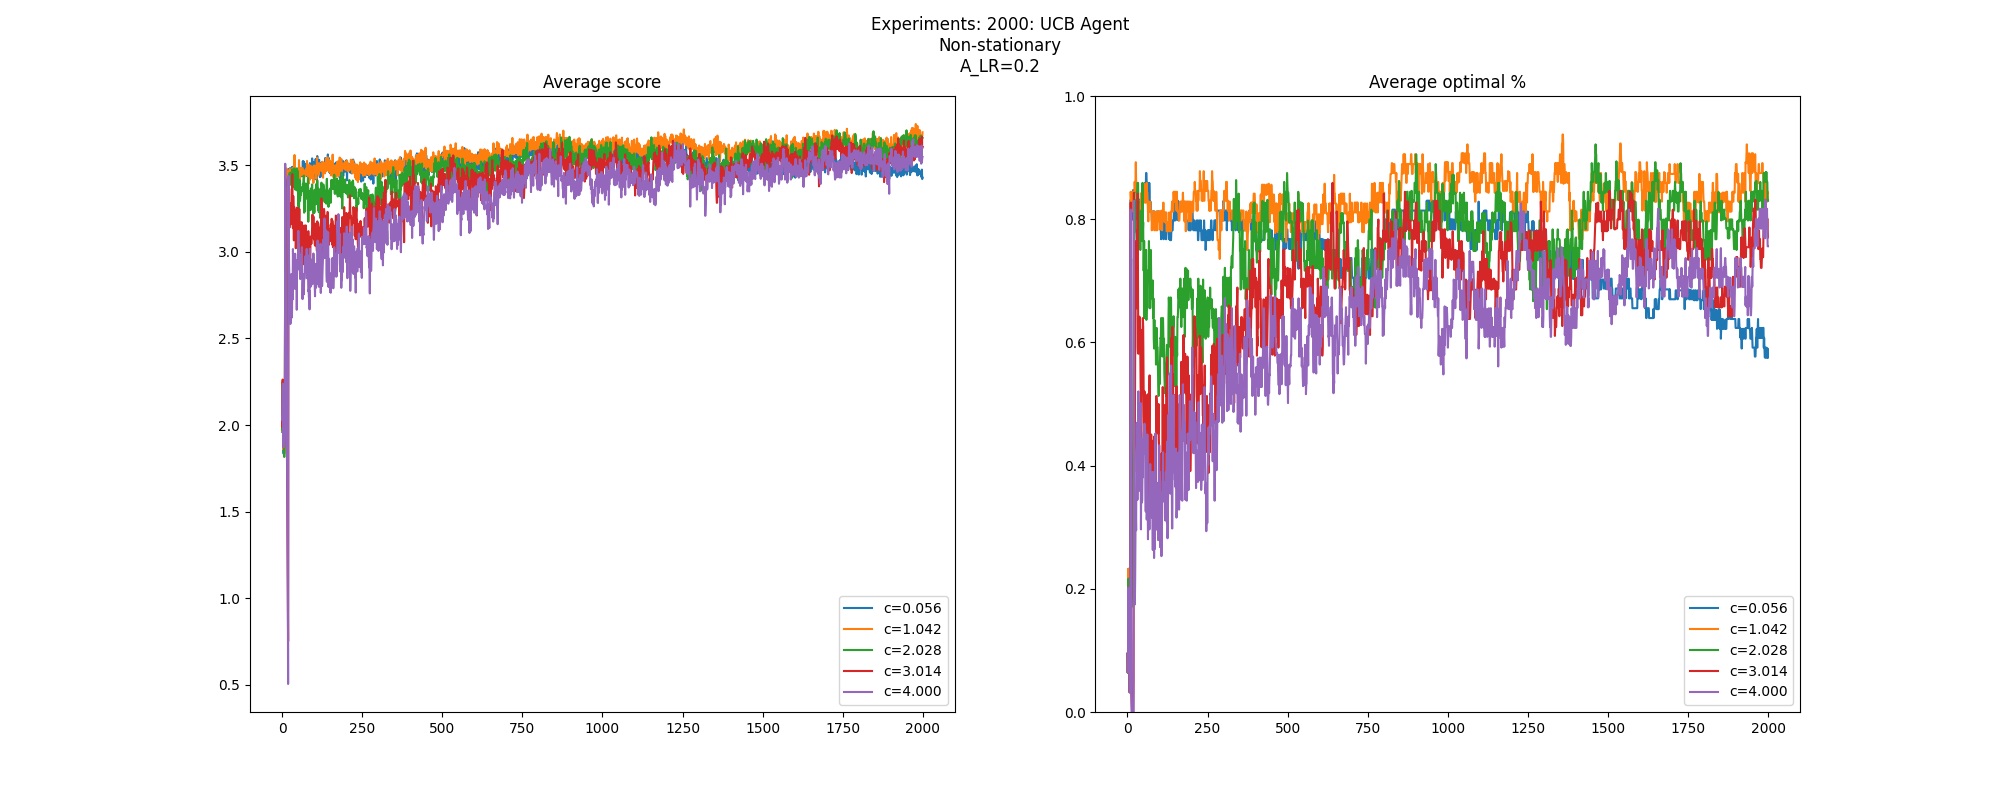 Experiments: 2000: UCB Agent
Non-stationary
A_LR=0.2
Average score
3.5
3.0
2.5
2.0
1.5
1.0
0.5
0
250
500
750
1000
1250
1500
1750
2000
c=0.056
c=1.042
c=2.028
c=3.014
c=4.000
Average optimal %
1.0
0.8
0.6
0.4
0.2
0.0
0
250
500
750
1000
1250
1500
1750
2000
c=0.056
c=1.042
c=2.028
c=3.014
c=4.000